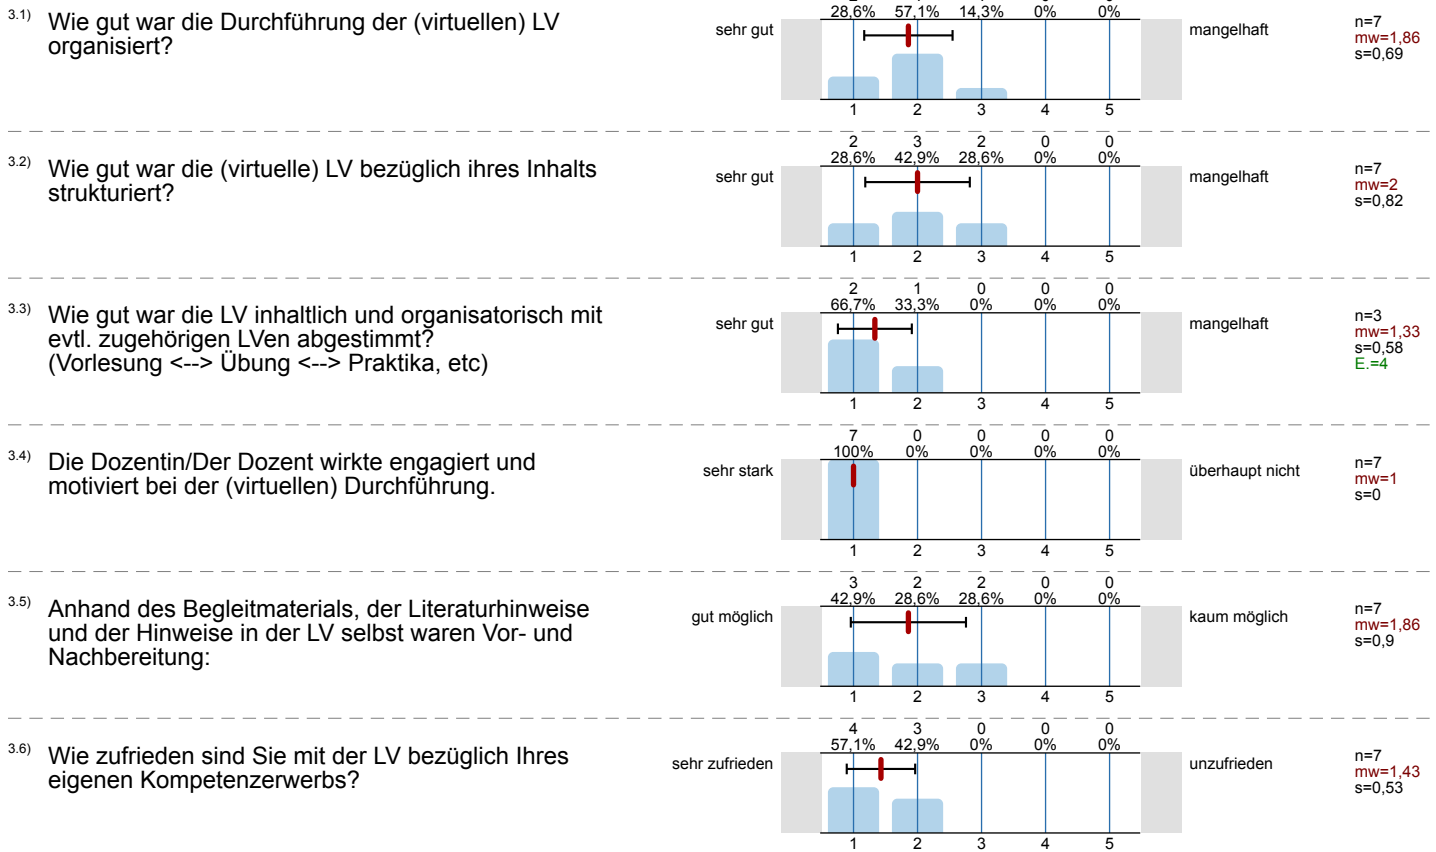 28,6% 57,1% 14,3% 0% 0%
3.1) Wie gut war die Durchführung der (virtuellen) LV
organisiert?
sehr gut
mangelhaft
n=7
mw=1,86
s=0,69
1 2 3 4 5
2 3 2 0 0
28,6% 42,9% 28,6% 0% 0%
3.2) Wie gut war die (virtuelle) LV bezüglich ihres Inhalts
strukturiert?
sehr gut
mangelhaft
n=7
mw=2
s=0,82
1 2 3 4 5
2 1 0 0 0
66,7% 33,3% 0% 0% 0%
3.3) Wie gut war die LV inhaltlich und organisatorisch mit
evtl. zugehörigen LVen abgestimmt?
(Vorlesung <--> Übung <--> Praktika, etc)
sehr gut
mangelhaft
n=3
mw=1,33
s=0,58
E.=4
1 2 3 4 5
7 0 0 0 0
100% 0% 0% 0% 0%
3.4) Die Dozentin/Der Dozent wirkte engagiert und
motiviert bei der (virtuellen) Durchführung.
sehr stark
überhaupt nicht
n=7
mw=1
s=0
1 2 3 4 5
3 2 2 0 0
42,9% 28,6% 28,6% 0% 0%
3.5) Anhand des Begleitmaterials, der Literaturhinweise
und der Hinweise in der LV selbst waren Vor- und
Nachbereitung:
gut möglich
kaum möglich
n=7
mw=1,86
s=0,9
1 2 3 4 5
4 3 0 0 0
57,1% 42,9% 0% 0% 0%
3.6) Wie zufrieden sind Sie mit der LV bezüglich Ihres
eigenen Kompetenzerwerbs?
sehr zufrieden
unzufrieden
n=7
mw=1,43
s=0,53
1 2 3 4 5